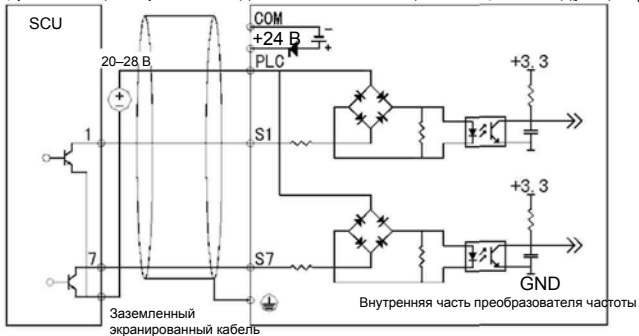 SCU
COM
+24 В
20–28 В
PLC
+3, 3
1
S1
+3, 3
7
S7
GND
Внутренняя часть преобразователя частоты
Заземленный
экранированный кабель